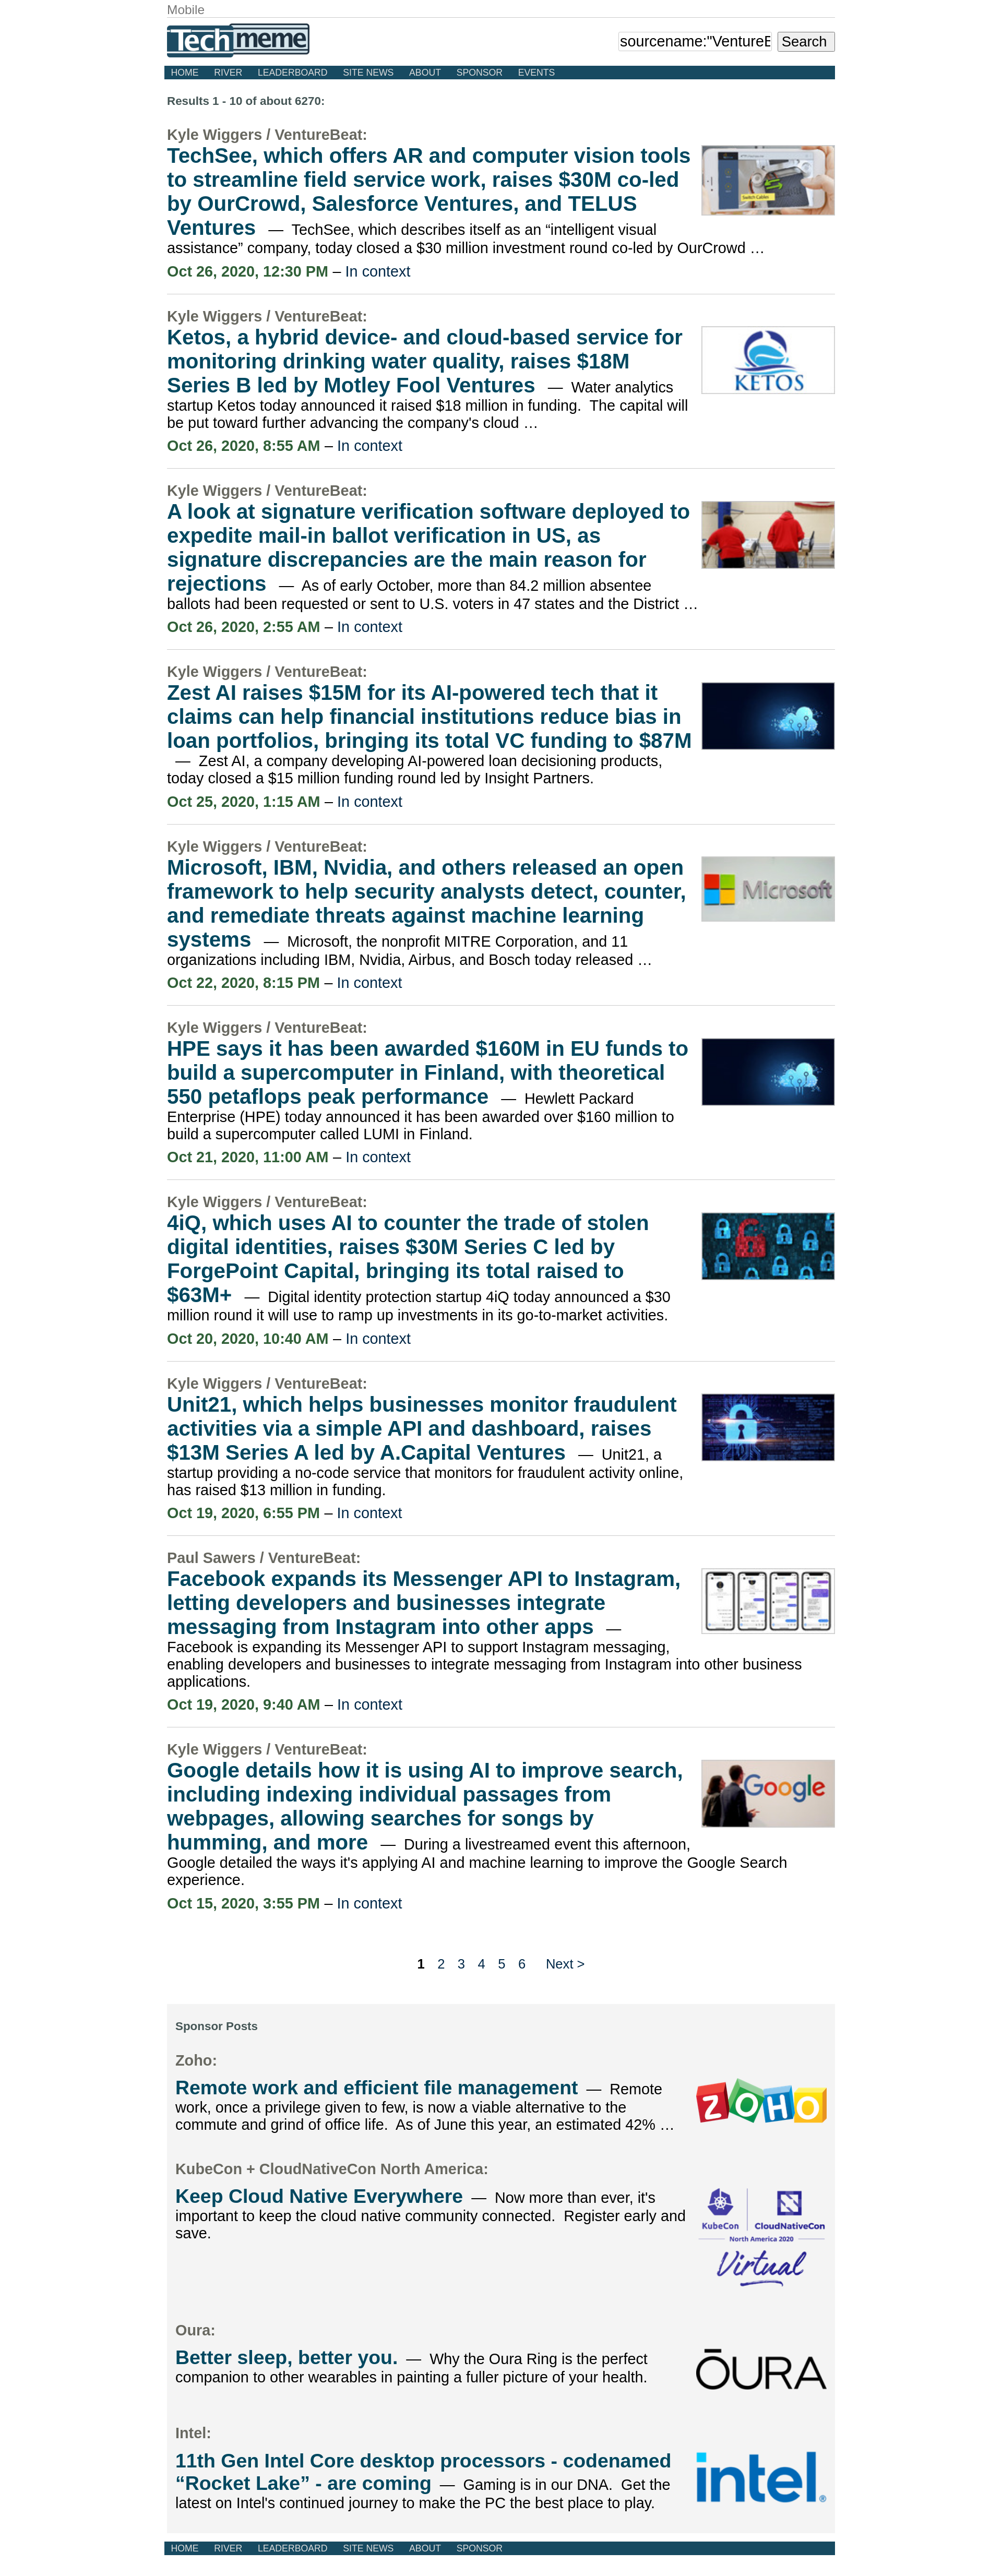 Mobile
Techmeme
sourcename:"VentureB
Search
HOME RIVER LEADERBOARD SITE NEWS ABOUT SPONSOR EVENTS
Results 1 - 10 of about 6270:
Kyle Wiggers / VentureBeat:
TechSee, which offers AR and computer vision tools
to streamline field service work, raises $30M co-led
by OurCrowd, Salesforce Ventures, and TELUS
Ventures — TechSee, which describes itself as an “intelligent visual
assistance” company, today closed a $30 million investment round co-led by OurCrowd …
Switch Cables
Oct 26, 2020, 12:30 PM – In context
Kyle Wiggers / VentureBeat:
Ketos, a hybrid device- and cloud-based service for
monitoring drinking water quality, raises $18M
Series B led by Motley Fool Ventures — Water analytics
startup Ketos today announced it raised $18 million in funding. The capital will
be put toward further advancing the company's cloud …
KETOS
Oct 26, 2020, 8:55 AM – In context
Kyle Wiggers / VentureBeat:
A look at signature verification software deployed to
expedite mail-in ballot verification in US, as
signature discrepancies are the main reason for
rejections — As of early October, more than 84.2 million absentee
ballots had been requested or sent to U.S. voters in 47 states and the District …
Oct 26, 2020, 2:55 AM – In context
Kyle Wiggers / VentureBeat:
Zest AI raises $15M for its AI-powered tech that it
claims can help financial institutions reduce bias in
loan portfolios, bringing its total VC funding to $87M
— Zest AI, a company developing AI-powered loan decisioning products,
today closed a $15 million funding round led by Insight Partners.
Oct 25, 2020, 1:15 AM – In context
Kyle Wiggers / VentureBeat:
Microsoft, IBM, Nvidia, and others released an open
framework to help security analysts detect, counter,
and remediate threats against machine learning
systems — Microsoft, the nonprofit MITRE Corporation, and 11
organizations including IBM, Nvidia, Airbus, and Bosch today released …
Microsoft
Oct 22, 2020, 8:15 PM – In context
Kyle Wiggers / VentureBeat:
HPE says it has been awarded $160M in EU funds to
build a supercomputer in Finland, with theoretical
550 petaflops peak performance — Hewlett Packard
Enterprise (HPE) today announced it has been awarded over $160 million to
build a supercomputer called LUMI in Finland.
Oct 21, 2020, 11:00 AM – In context
Kyle Wiggers / VentureBeat:
4iQ, which uses AI to counter the trade of stolen
digital identities, raises $30M Series C led by
ForgePoint Capital, bringing its total raised to
$63M+ — Digital identity protection startup 4iQ today announced a $30
million round it will use to ramp up investments in its go-to-market activities.
Oct 20, 2020, 10:40 AM – In context
Kyle Wiggers / VentureBeat:
Unit21, which helps businesses monitor fraudulent
activities via a simple API and dashboard, raises
$13M Series A led by A.Capital Ventures — Unit21, a
startup providing a no-code service that monitors for fraudulent activity online,
has raised $13 million in funding.
Oct 19, 2020, 6:55 PM – In context
Paul Sawers / VentureBeat:
Facebook expands its Messenger API to Instagram,
letting developers and businesses integrate
messaging from Instagram into other apps —
Facebook is expanding its Messenger API to support Instagram messaging,
enabling developers and businesses to integrate messaging from Instagram into other business
applications.
Oct 19, 2020, 9:40 AM – In context
Kyle Wiggers / VentureBeat:
Google details how it is using AI to improve search,
including indexing individual passages from
webpages, allowing searches for songs by
humming, and more — During a livestreamed event this afternoon,
Google detailed the ways it's applying AI and machine learning to improve the Google Search
experience.
Google
Oct 15, 2020, 3:55 PM – In context
1 2 3 4 5 6 Next >
Sponsor Posts
Zoho:
Remote work and efficient file management — Remote
work, once a privilege given to few, is now a viable alternative to the
commute and grind of office life. As of June this year, an estimated 42% …
ZOHO
KubeCon + CloudNativeCon North America:
Keep Cloud Native Everywhere — Now more than ever, it's
important to keep the cloud native community connected. Register early and
save.
KubeCon CloudNativeCon
North America 2020
Virtual
Oura:
Better sleep, better you. — Why the Oura Ring is the perfect
companion to other wearables in painting a fuller picture of your health.
ŌURA
Intel:
11th Gen Intel Core desktop processors - codenamed
“Rocket Lake” - are coming — Gaming is in our DNA. Get the
latest on Intel's continued journey to make the PC the best place to play.
intel®
HOME RIVER LEADERBOARD SITE NEWS ABOUT SPONSOR